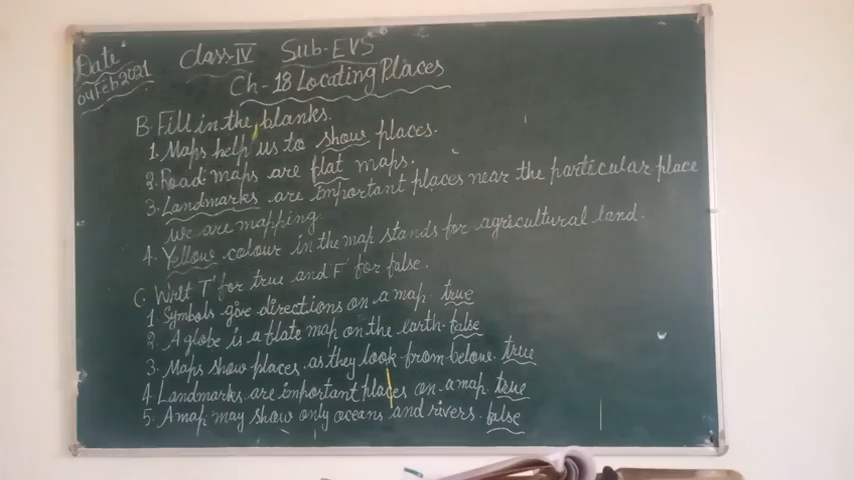 Date
04 Feb 2021
Class-IV Sub-EVS
Ch-18 Locating Places
B. Fill in the blanks.
1. Maps help us to show places.
2. Road maps are flat maps.
3. Landmarks are important places near the particular place
we are mapping.
4. Yellow colour in the map stands for agricultural land.
C. Writ 'T' for true and 'F' for false.
1. Symbols give directions on a map. true
2. A globe is a flate map on the earth. false
3. Maps show places as they look from belowe. true
4. Landmarks are important places on a map. true
5. A map may show only oceans and rivers. false